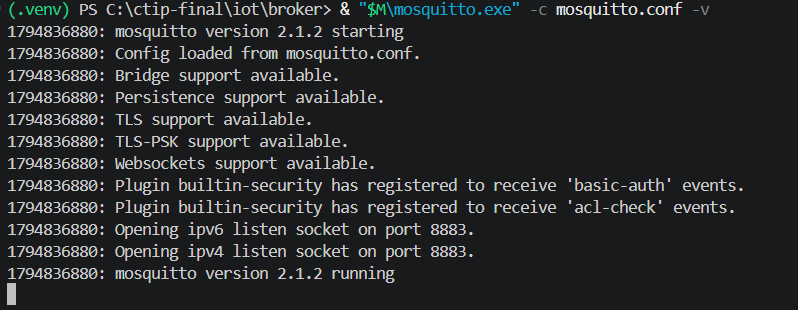 (.venv) PS C:\ctip-final\iot\broker> & "$M\mosquitto.exe" -c mosquitto.conf -v
1794836880: mosquitto version 2.1.2 starting
1794836880: Config loaded from mosquitto.conf.
1794836880: Bridge support available.
1794836880: Persistence support available.
1794836880: TLS support available.
1794836880: TLS-PSK support available.
1794836880: Websockets support available.
1794836880: Plugin builtin-security has registered to receive 'basic-auth' events.
1794836880: Plugin builtin-security has registered to receive 'acl-check' events.
1794836880: Opening ipv6 listen socket on port 8883.
1794836880: Opening ipv4 listen socket on port 8883.
1794836880: mosquitto version 2.1.2 running